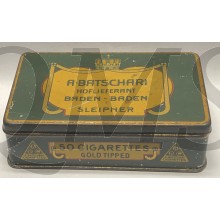 A·BATSCHARI
HOFLIEFERANT
BADEN-BADEN
SLEIPNER
50 CIGARETTES
GOLD TIPPED